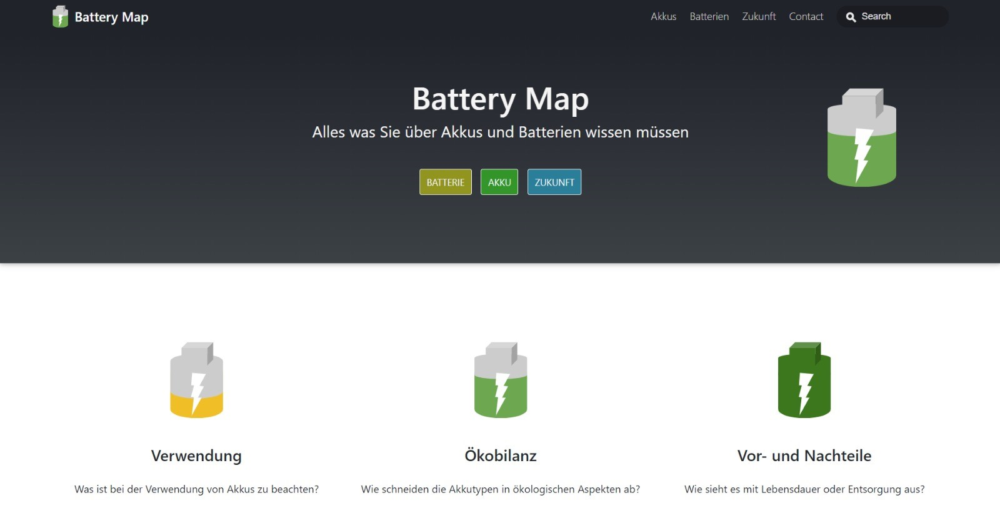 Battery Map
Akkus Batterien Zukunft Contact Search
Battery Map
Alles was Sie über Akkus und Batterien wissen müssen
BATTERIE AKKU ZUKUNFT
Verwendung
Was ist bei der Verwendung von Akkus zu beachten?
Ökobilanz
Wie schneiden die Akkutypen in ökologischen Aspekten ab?
Vor- und Nachteile
Wie sieht es mit Lebensdauer oder Entsorgung aus?